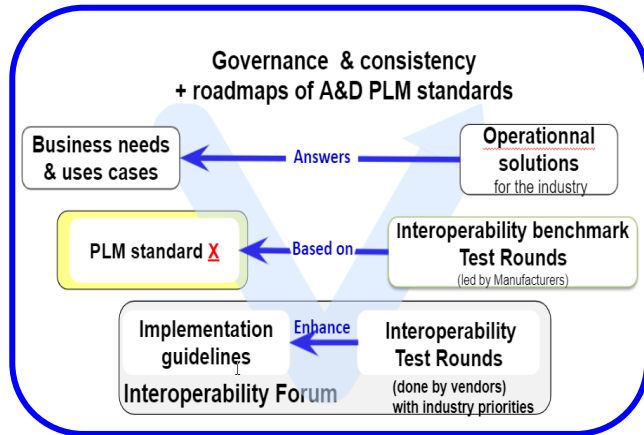 Governance & consistency
+ roadmaps of A&D PLM standards
Business needs
& uses cases
Answers
Operationnal
solutions
for the industry
PLM standard X
Based on
Interoperability benchmark
Test Rounds
(led by Manufacturers)
Implementation
guidelines
Enhance
Interoperability
Test Rounds
(done by vendors)
with industry priorities
Interoperability Forum